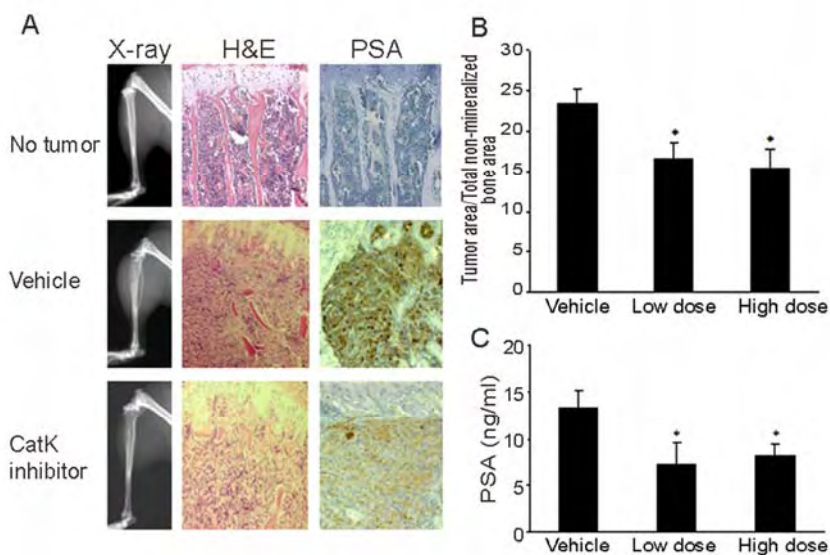 A
X-ray
H&E
PSA
No tumor
Vehicle
CatK
inhibitor
B
Tumor area/Total non-mineralized
bone area
30
25
20
15
10
5
0
*
*
Vehicle
Low dose
High dose
C
PSA (ng/ml)
20
15
10
5
0
*
*
Vehicle
Low dose
High dose